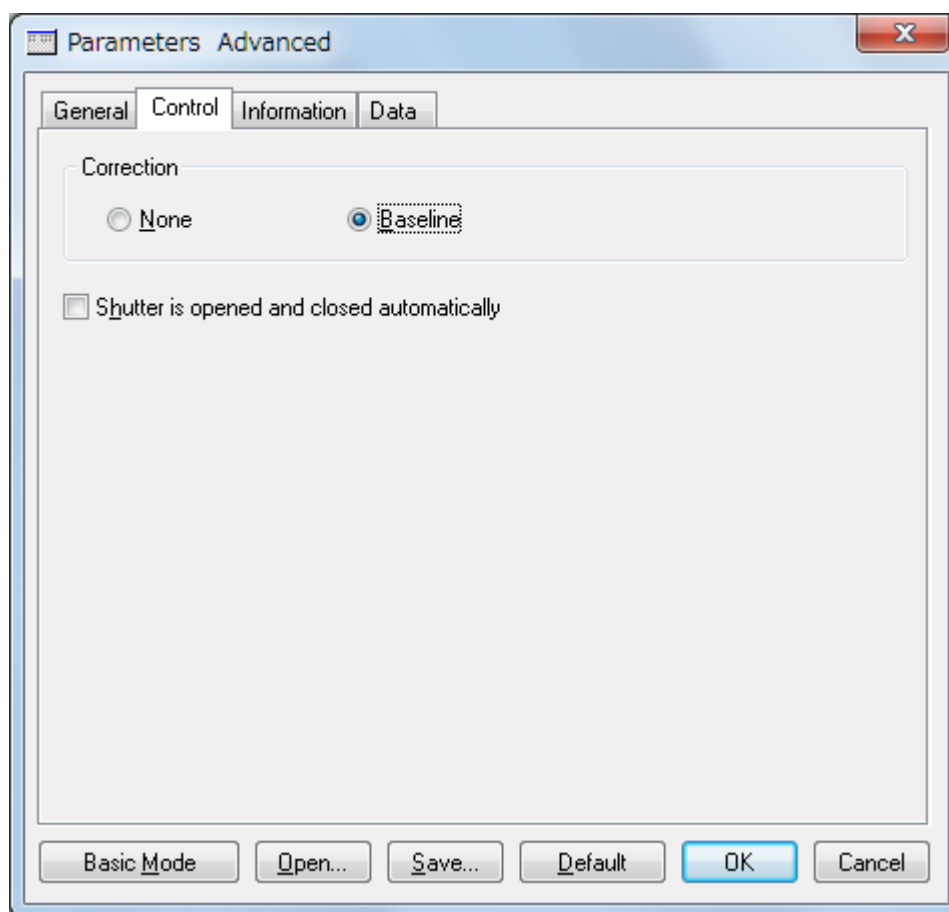 Parameters Advanced
General Control Information Data
Correction
None Baseline
Shutter is opened and closed automatically
Basic Mode Open... Save... Default OK Cancel